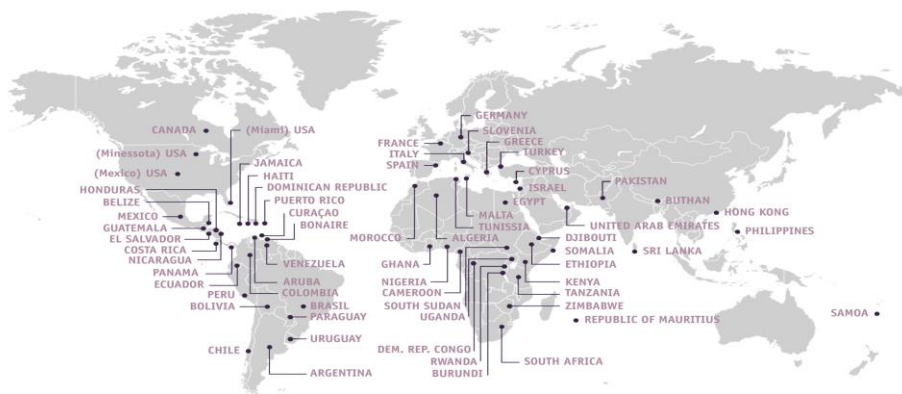 CANADA
(Miami) USA
(Minessota) USA
(Mexico) USA
JAMAICA
HAITI
HONDURAS
DOMINICAN REPUBLIC
BELIZE
PUERTO RICO
MEXICO
CURAÇAO
GUATEMALA
BONAIRE
EL SALVADOR
COSTA RICA
NICARAGUA
VENEZUELA
PANAMA
ARUBA
ECUADOR
COLOMBIA
PERU
BRASIL
BOLIVIA
PARAGUAY
URUGUAY
CHILE
ARGENTINA
GERMANY
SLOVENIA
FRANCE
GREECE
ITALY
TURKEY
SPAIN
CYPRUS
ISRAEL
EGYPT
MALTA
TUNISSIA
MOROCCO
ALGERIA
PAKISTAN
BUTHAN
HONG KONG
UNITED ARAB EMIRATES
PHILIPPINES
DJIBOUTI
SOMALIA
SRI LANKA
GHANA
ETHIOPIA
NIGERIA
KENYA
CAMEROON
TANZANIA
SOUTH SUDAN
ZIMBABWE
UGANDA
REPUBLIC OF MAURITIUS
SAMOA
DEM. REP. CONGO
RWANDA
SOUTH AFRICA
BURUNDI